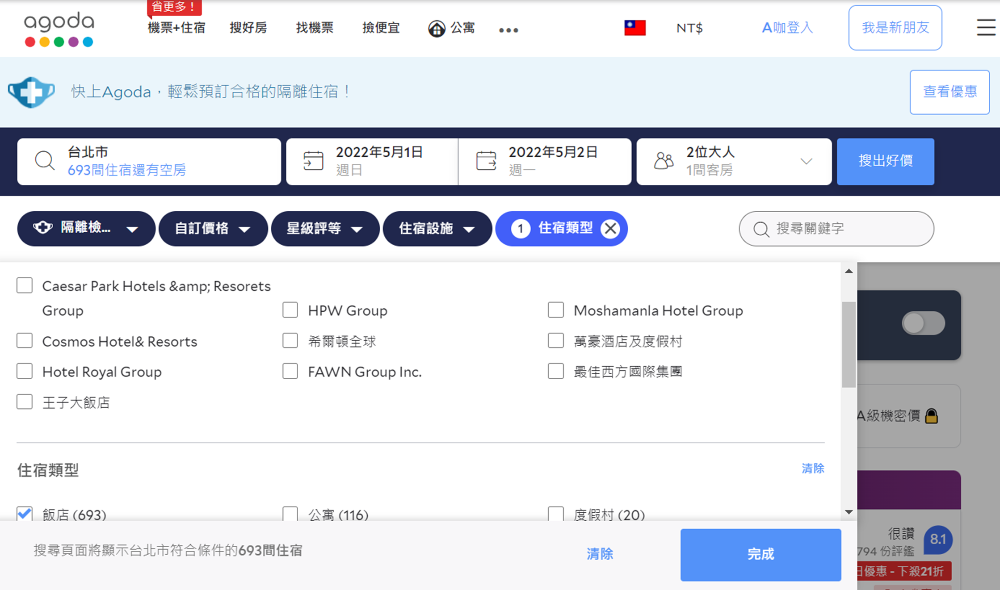 省更多！
agoda
機票+住宿 搜好房 找機票 撿便宜 公寓 NT$ A咖登入 我是新朋友
快上Agoda，輕鬆預訂合格的隔離住宿！ 查看優惠
台北市
693間住宿還有空房
2022年5月1日
週日
2022年5月2日
週一
2位大人
1間客房
搜出好價
隔離檢... 自訂價格 星級評等 住宿設施 1 住宿類型 搜尋關鍵字
Caesar Park Hotels &amp; Resorets
Group
HPW Group
Moshamanla Hotel Group
Cosmos Hotel& Resorts
希爾頓全球
萬豪酒店及度假村
Hotel Royal Group
FAWN Group Inc.
最佳西方國際集團
王子大飯店
A級機密價
住宿類型 清除
飯店 (693) 公寓 (116) 度假村 (20)
搜尋頁面將顯示台北市符合條件的693間住宿 清除 完成
很讚 8.1
794 份評鑑
日優惠 - 下殺21折